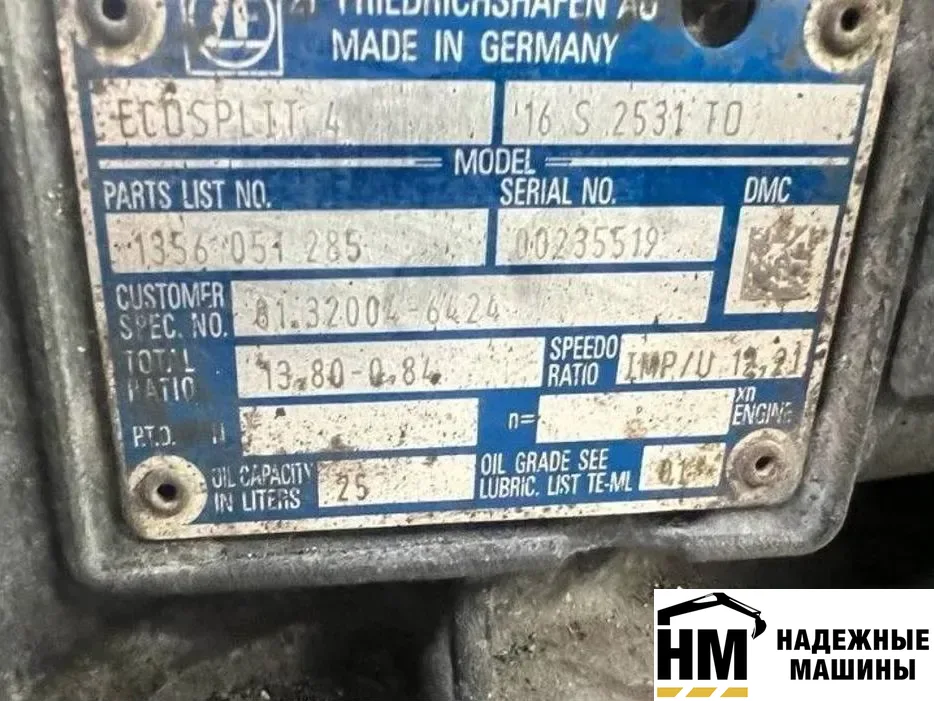 ZF FRIEDRICHSHAFEN AG
MADE IN GERMANY
ECOSPLIT 4 16 S 2531 TO
MODEL
PARTS LIST NO. SERIAL NO. DMC
1356 051 285 00235519
CUSTOMER
SPEC. NO. 81.32004-6424
TOTAL
RATIO 13,80-0,84 SPEEDO
RATIO IMP/U 12,21
P.T.O. n= xn
ENGINE
OIL CAPACITY
IN LITERS 25 OIL GRADE SEE
LUBRIC. LIST TE-ML
НМ НАДЕЖНЫЕ
МАШИНЫ